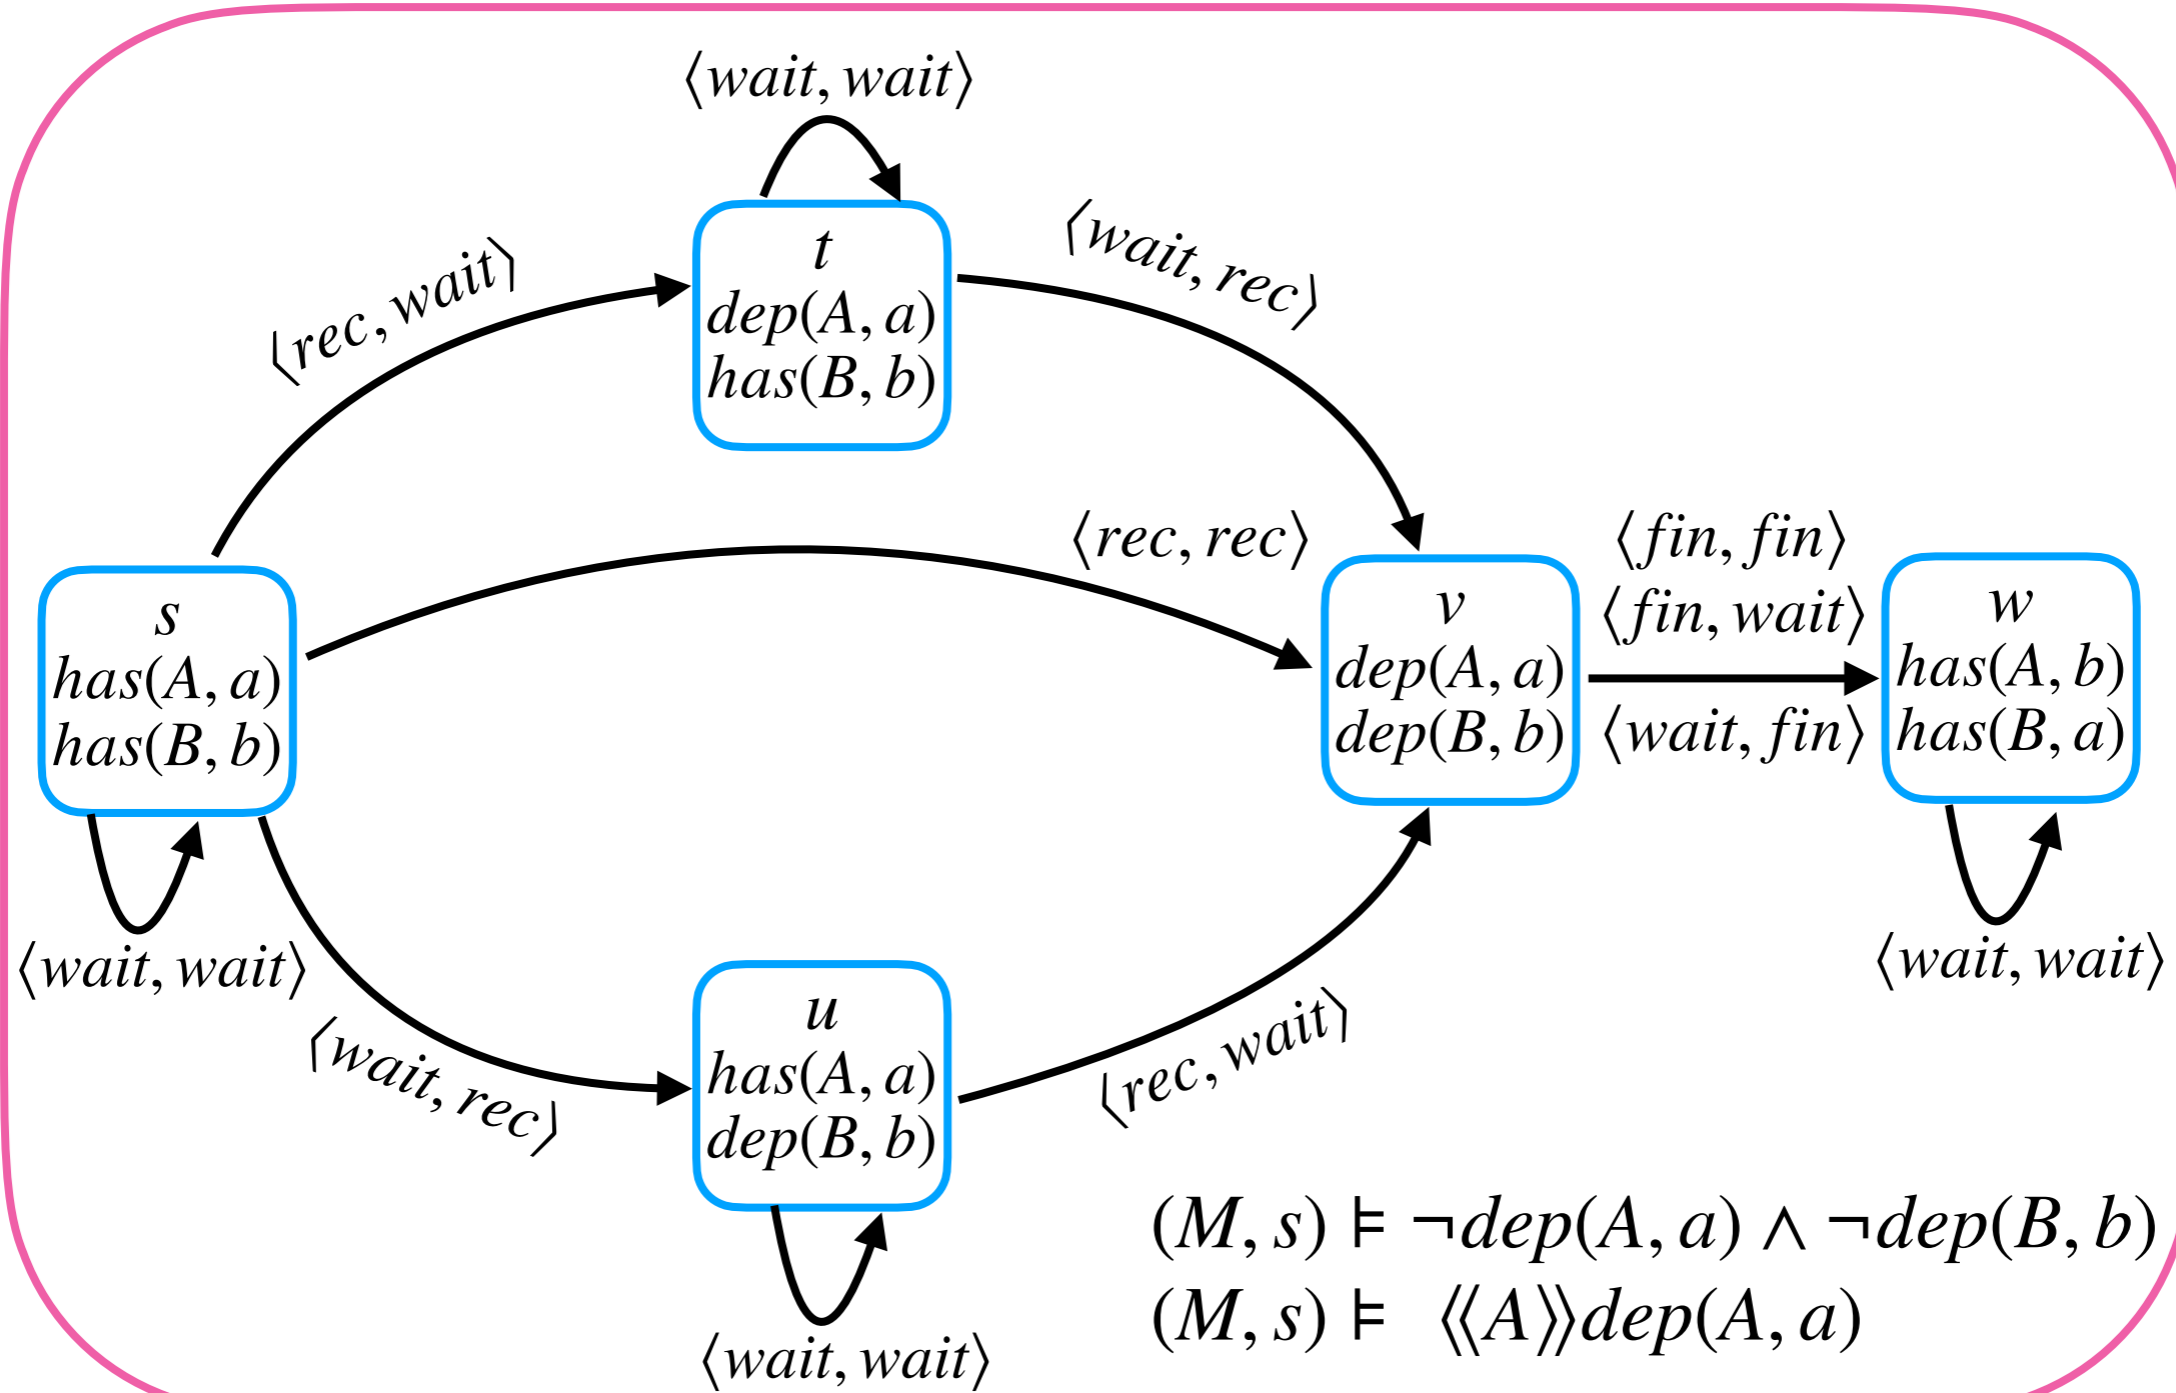 ⟨wait, wait⟩
⟨rec, wait⟩
t
dep(A, a)
has(B, b)
⟨wait, rec⟩
⟨rec, rec⟩
s
has(A, a)
has(B, b)
⟨wait, wait⟩
v
dep(A, a)
dep(B, b)
⟨fin, fin⟩
⟨fin, wait⟩
⟨wait, fin⟩
w
has(A, b)
has(B, a)
⟨wait, wait⟩
⟨wait, rec⟩
u
has(A, a)
dep(B, b)
⟨rec, wait⟩
⟨wait, wait⟩
(M, s) ⊧ ¬dep(A, a) ∧ ¬dep(B, b)
(M, s) ⊧ ⟪A⟫dep(A, a)